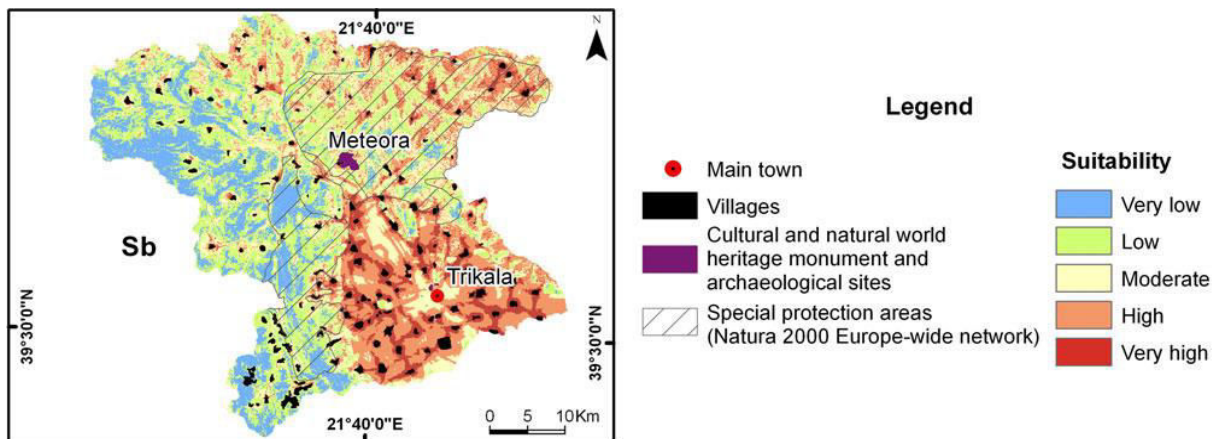 21°40'0"E
N
Meteora
Sb
Trikala
39°30'0"N
39°30'0"N
0 5 10Km
21°40'0"E
Legend
Main town
Villages
Cultural and natural world
heritage monument and
archaeological sites
Special protection areas
(Natura 2000 Europe-wide network)
Suitability
Very low
Low
Moderate
High
Very high